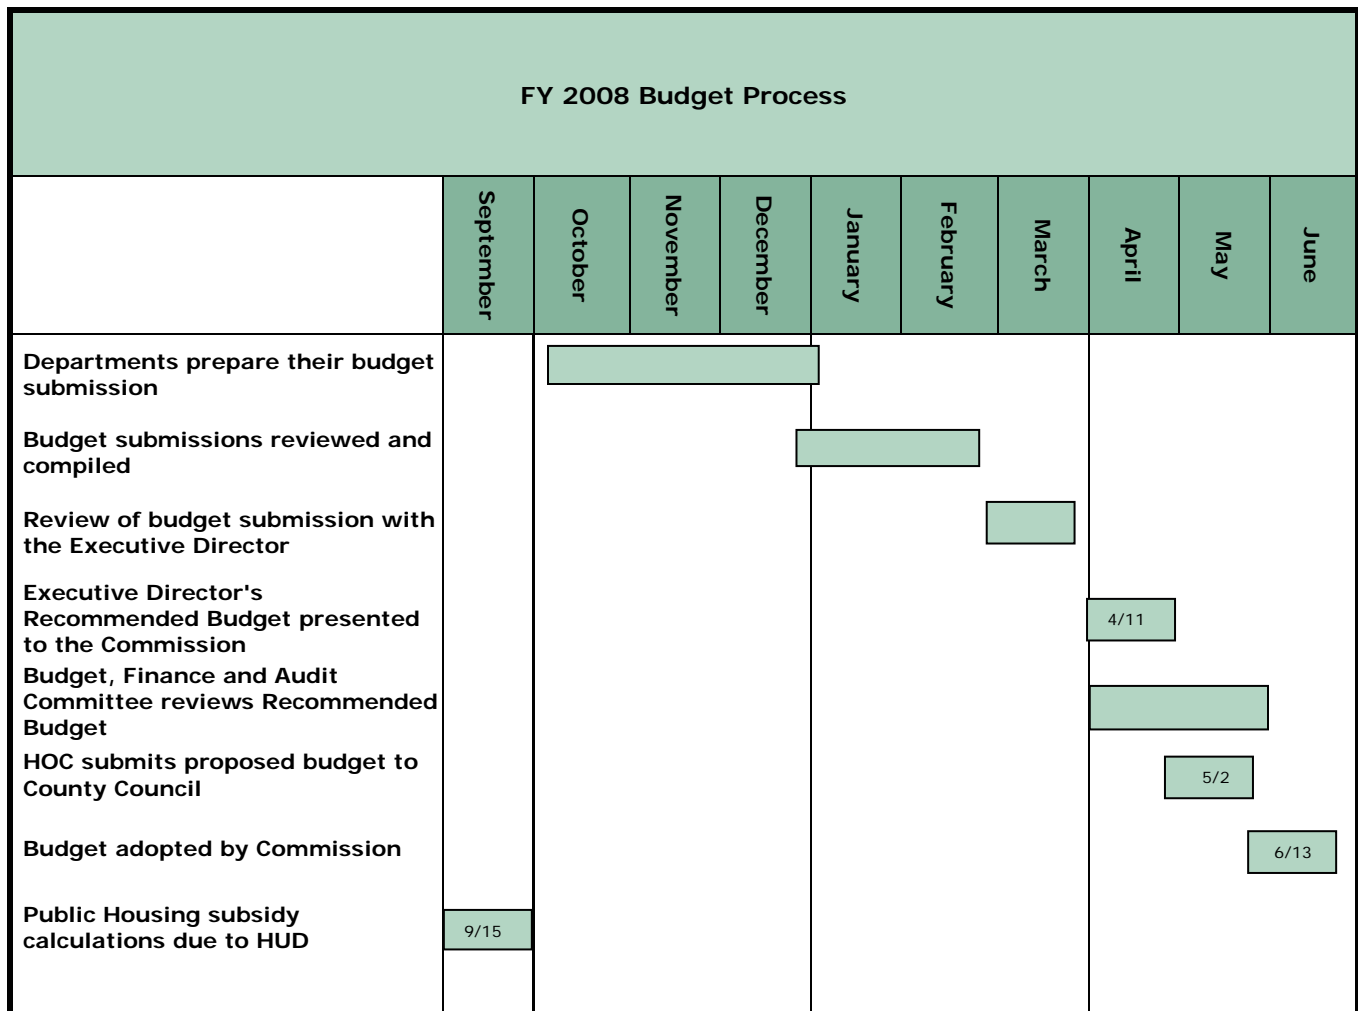 FY 2008 Budget Process
September
October
November
December
January
February
March
April
May
June
Departments prepare their budget
submission
Budget submissions reviewed and
compiled
Review of budget submission with
the Executive Director
Executive Director's
Recommended Budget presented
to the Commission
4/11
Budget, Finance and Audit
Committee reviews Recommended
Budget
HOC submits proposed budget to
County Council
5/2
Budget adopted by Commission
6/13
Public Housing subsidy
calculations due to HUD
9/15